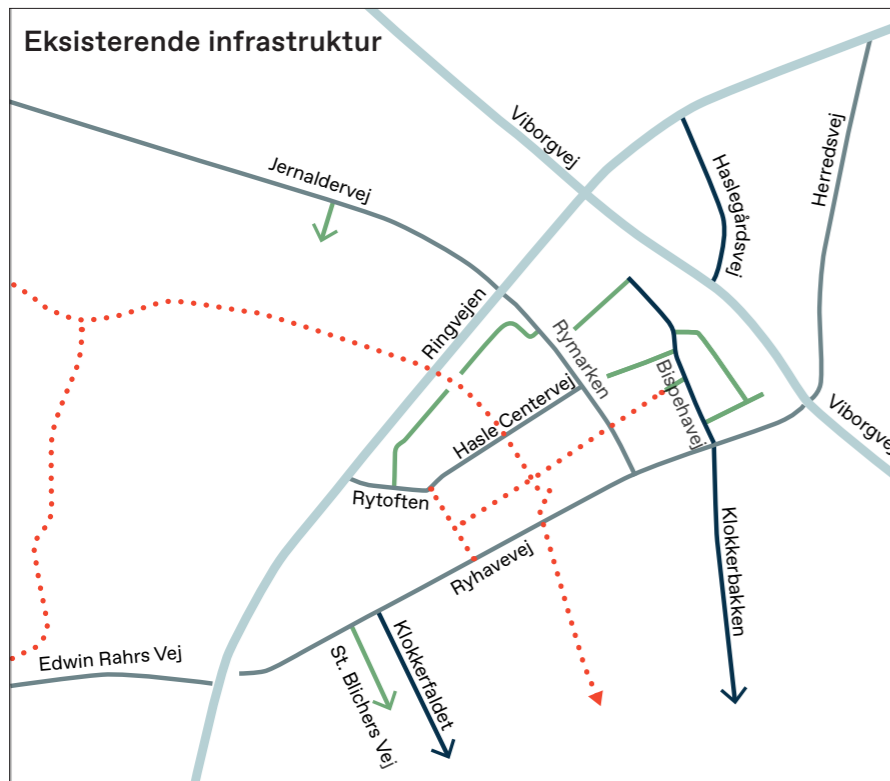 Eksisterende infrastruktur
Viborgvej
Haslegårdsvej
Herredsvej
Jernaldervej
Ringvejen
Rymarken
Hasle Centervej
Bispehavej
Viborgvej
Rytoften
Ryhavevej
Klokkerbakken
Edwin Rahrs Vej
St. Blichers Vej
Klokkerfaldet